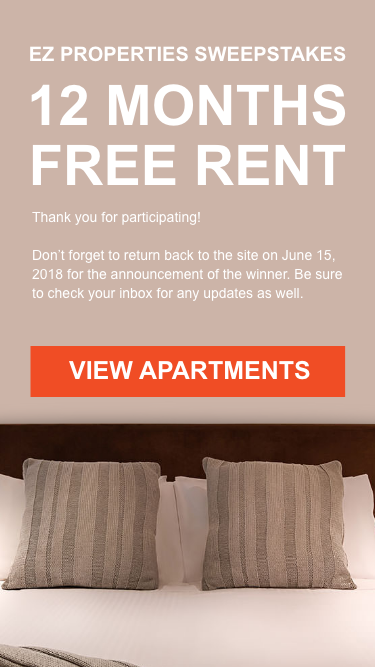 EZ PROPERTIES SWEEPSTAKES
12 MONTHS
FREE RENT
Thank you for participating!
Don't forget to return back to the site on June 15,
2018 for the announcement of the winner. Be sure
to check your inbox for any updates as well.
VIEW APARTMENTS